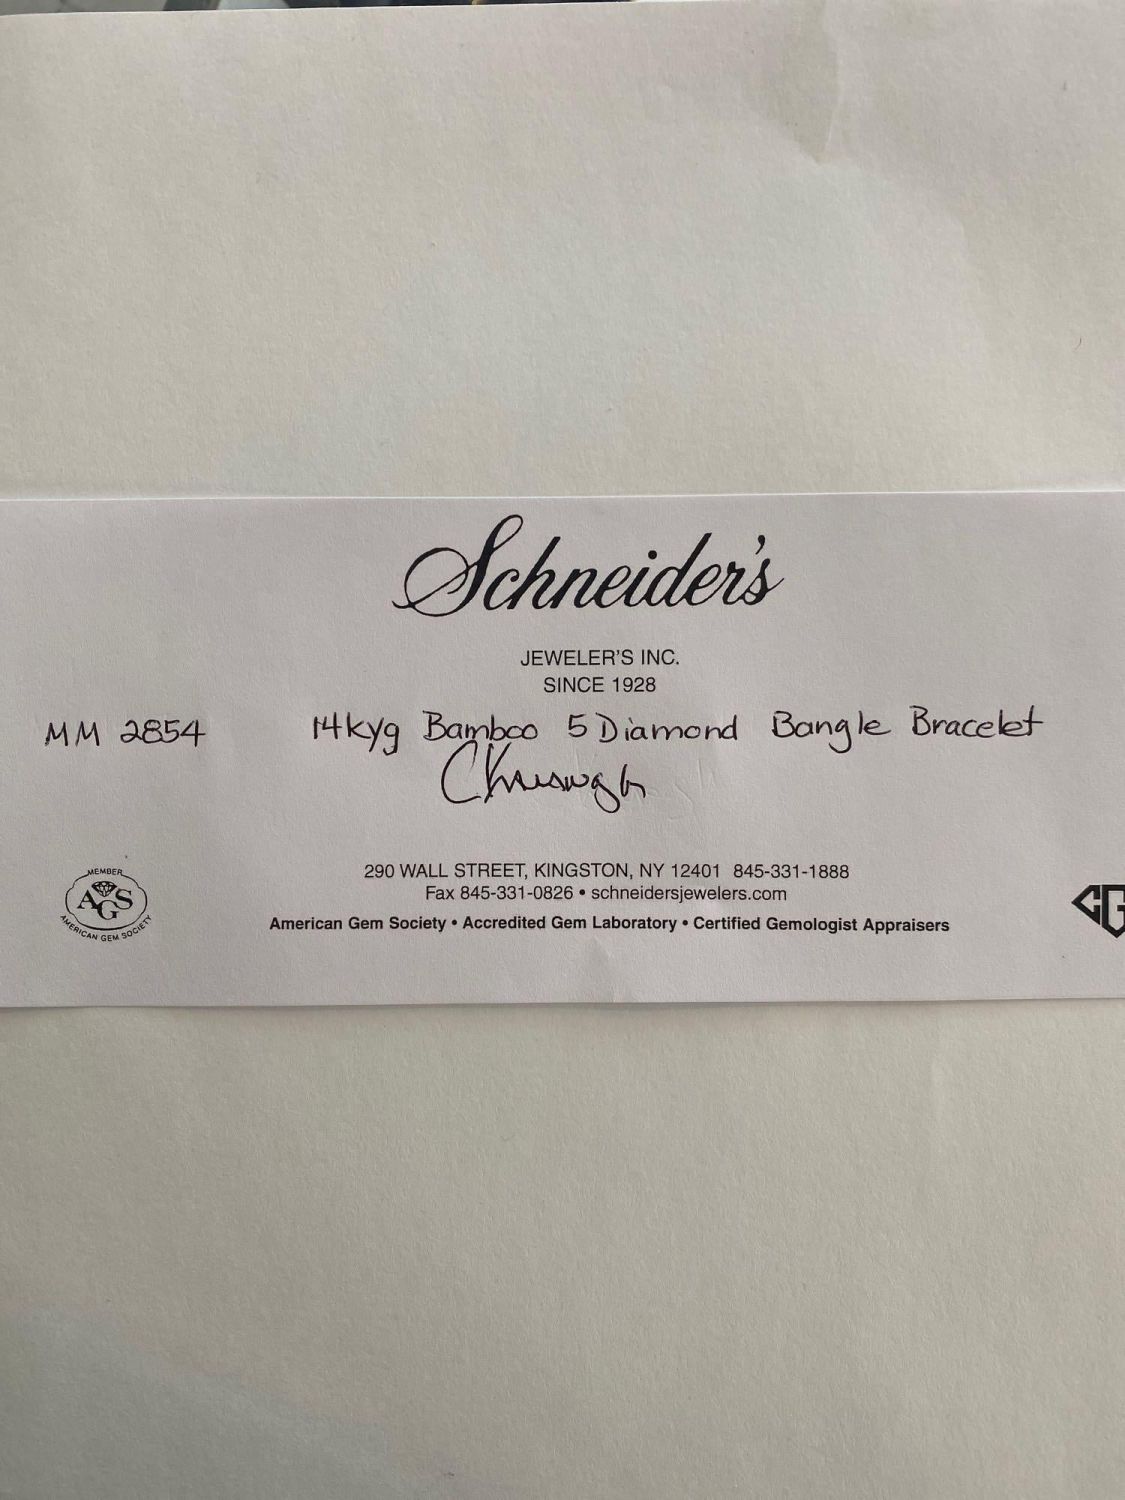 Schneider's
JEWELER'S INC.
SINCE 1928
MM 2854 14kyg Bamboo 5 Diamond Bangle Bracelet
MEMBER
AGS
AMERICAN GEM SOCIETY
290 WALL STREET, KINGSTON, NY 12401 845-331-1888
Fax 845-331-0826 • schneidersjewelers.com
American Gem Society • Accredited Gem Laboratory • Certified Gemologist Appraisers
CG